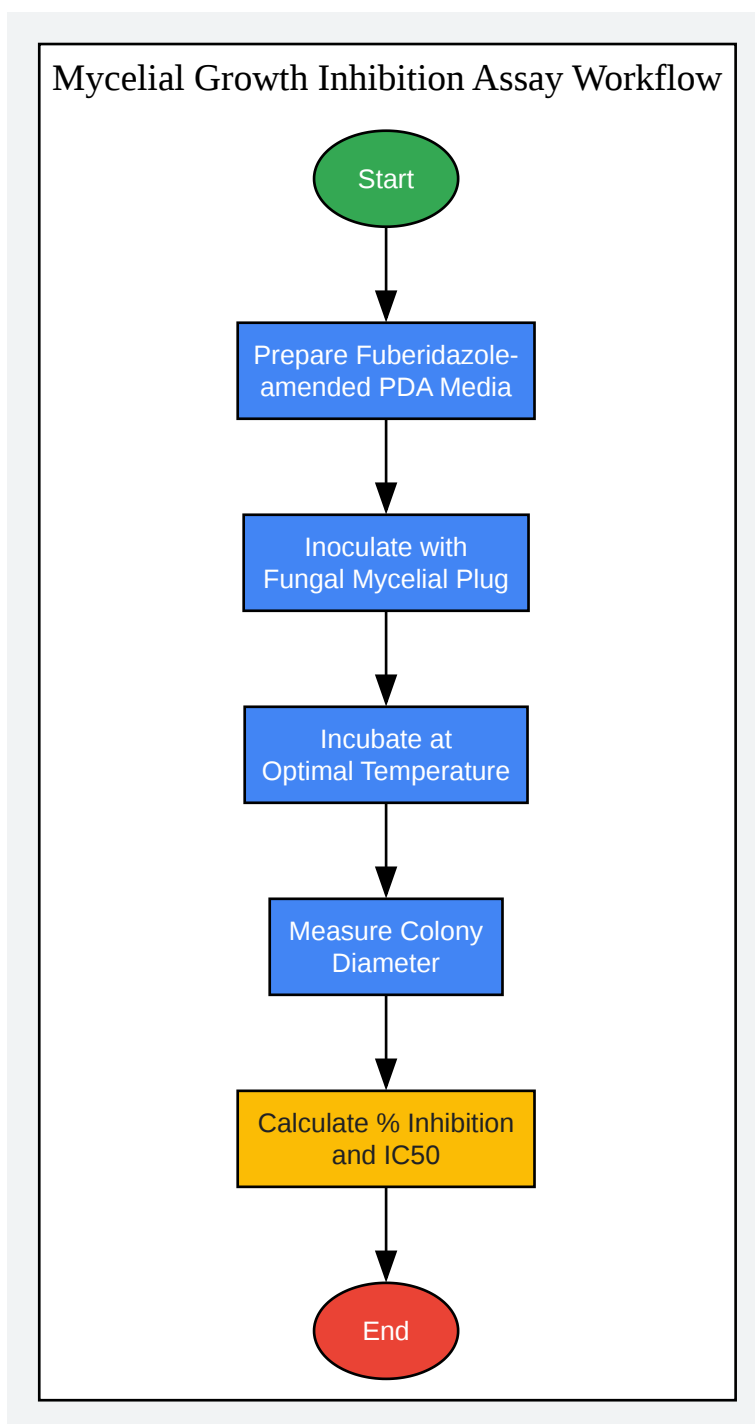 Mycelial Growth Inhibition Assay Workflow
Start
Prepare Fuberidazole-
amended PDA Media
Inoculate with
Fungal Mycelial Plug
Incubate at
Optimal Temperature
Measure Colony
Diameter
Calculate % Inhibition
and IC50
End